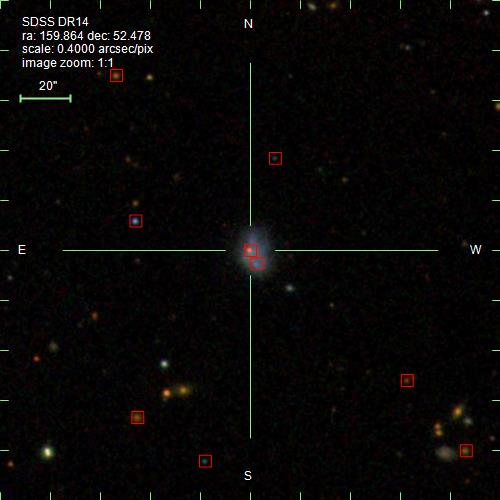 SDSS DR14
ra: 159.864 dec: 52.478
scale: 0.4000 arcsec/pix
image zoom: 1:1
20"
N
E
W
S